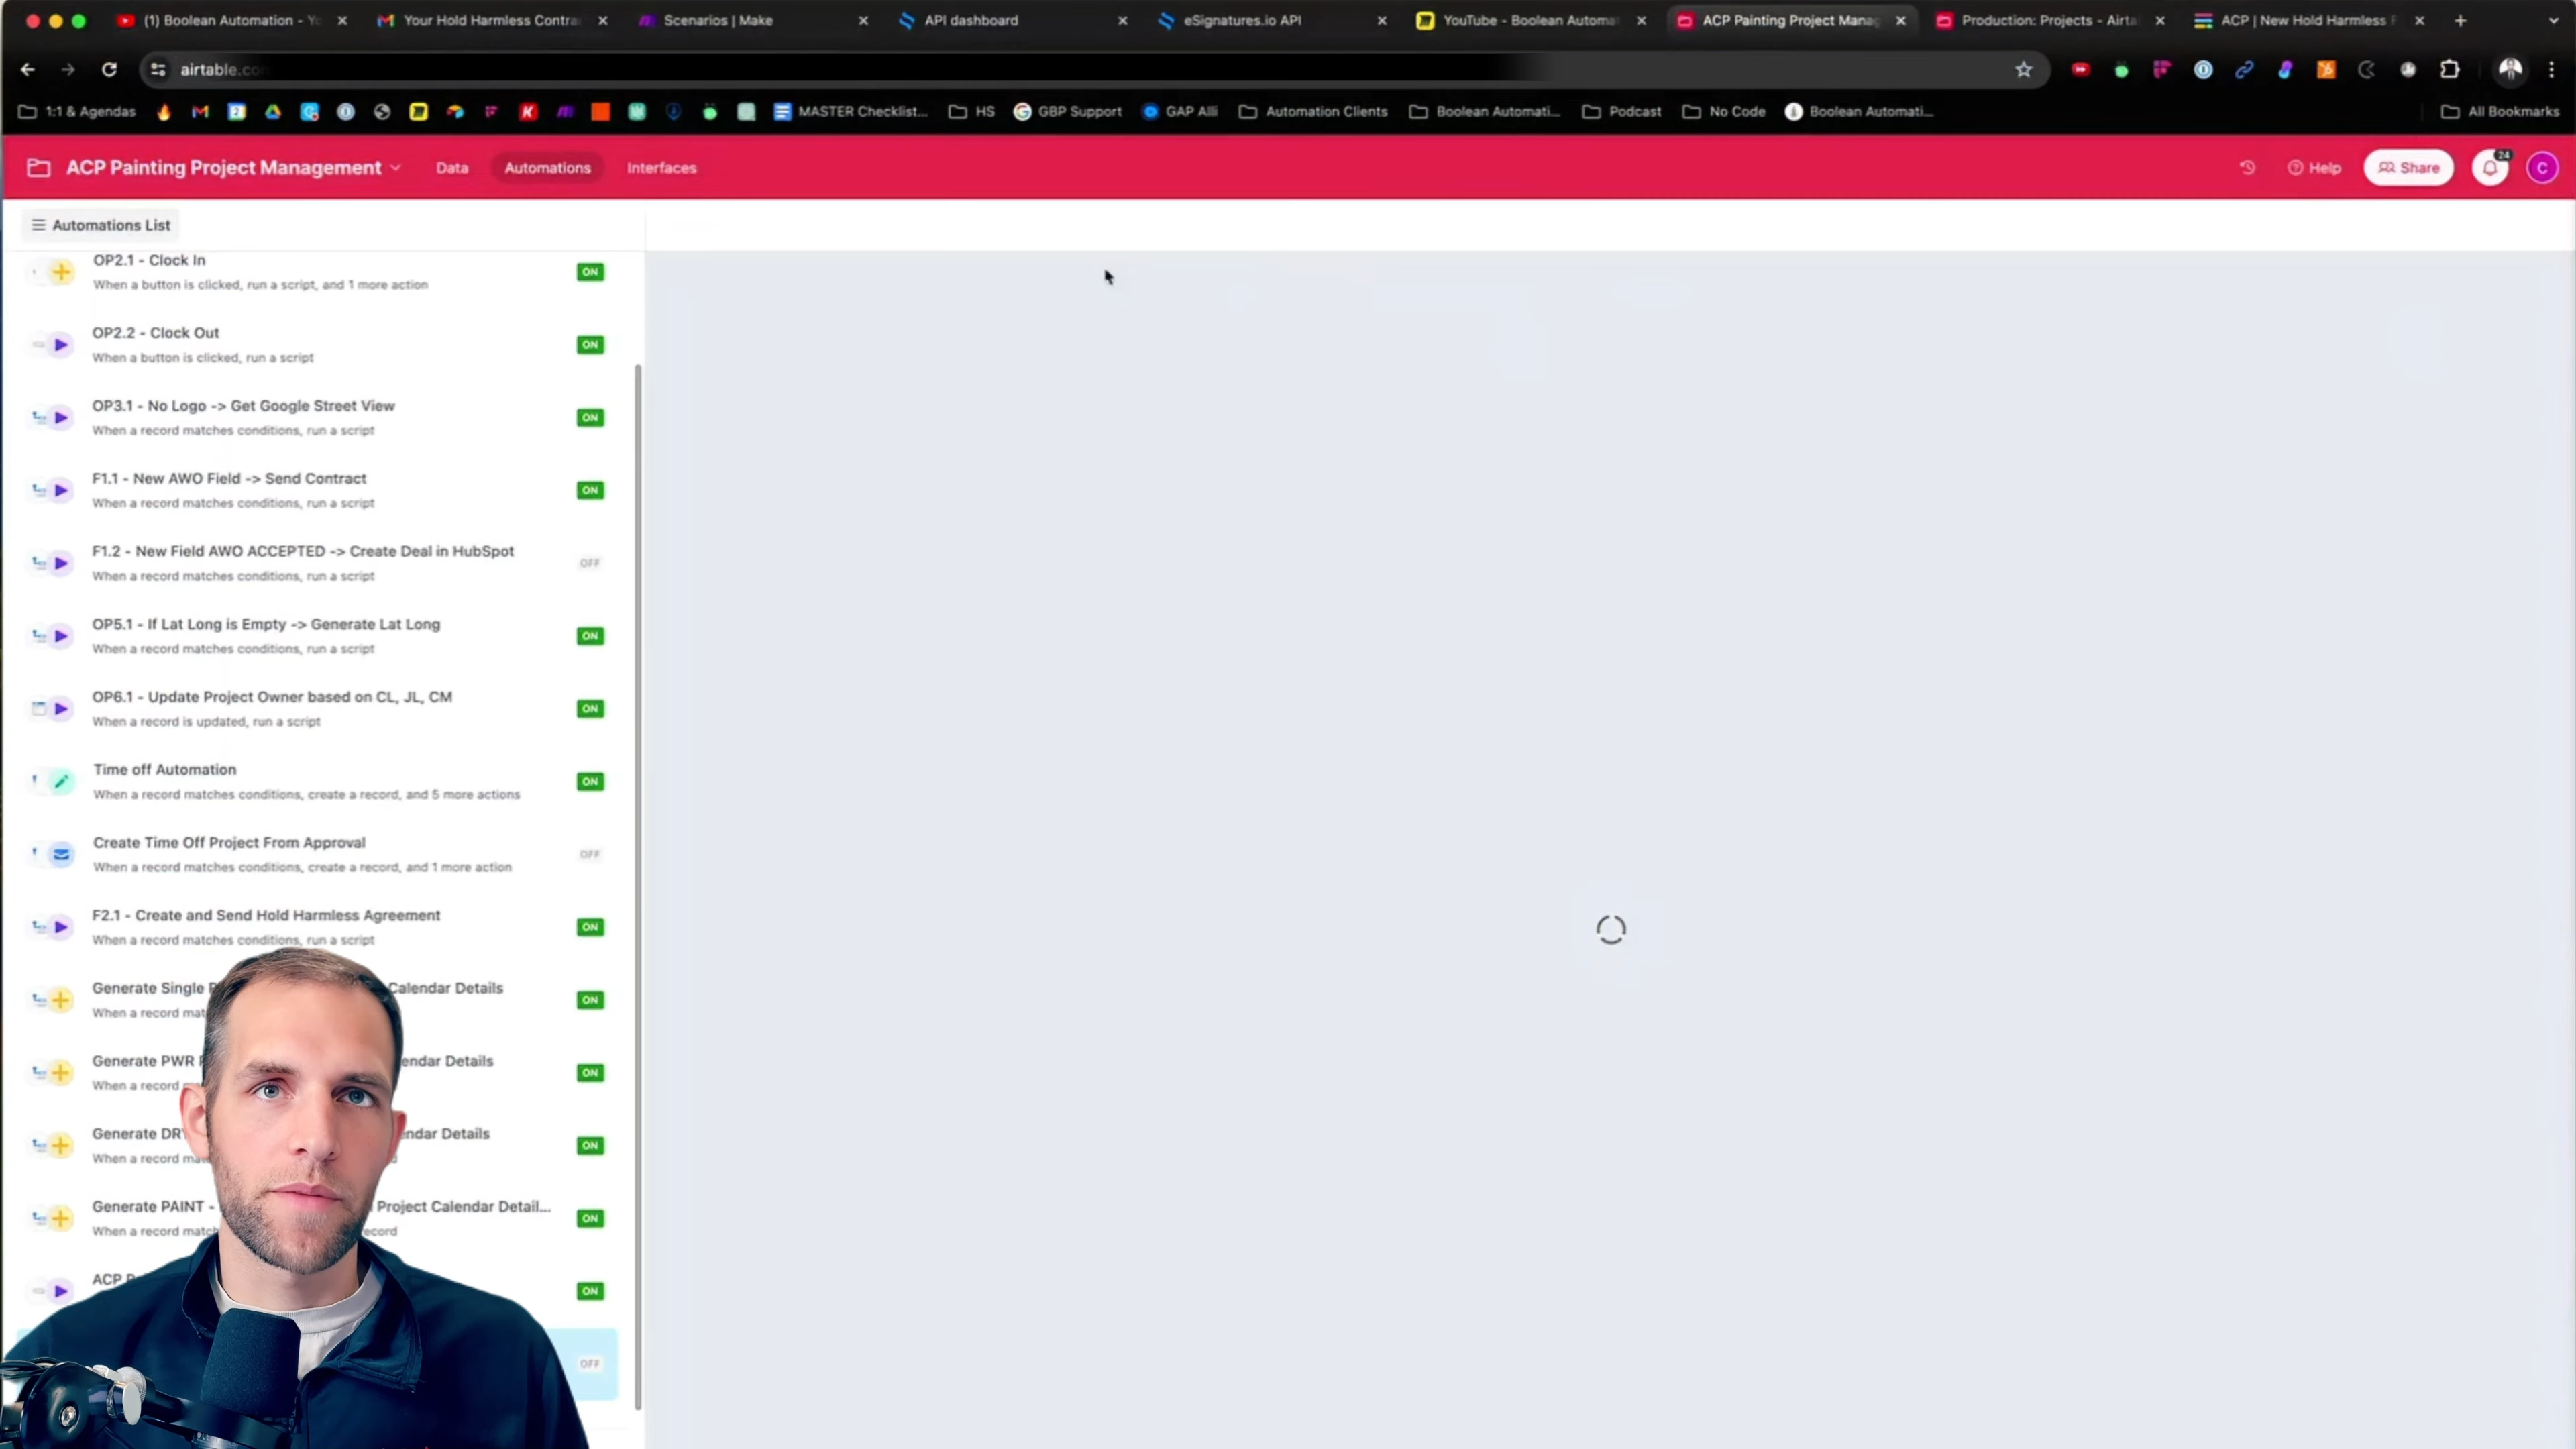 (1) Boolean Automation - Yo
Your Hold Harmless Contra
Scenarios | Make
API dashboard
eSignatures.io API
YouTube - Boolean Automat
ACP Painting Project Manag
Production: Projects - Airta
ACP | New Hold Harmless F
airtable.co
1:1 & Agendas
MASTER Checklist...
HS
GBP Support
GAP Alli
Automation Clients
Boolean Automati...
Podcast
No Code
Boolean Automati...
All Bookmarks
ACP Painting Project Management
Data
Automations
Interfaces
Help
Share
24
C
Automations List
OP2.1 - Clock In
When a button is clicked, run a script, and 1 more action
ON
OP2.2 - Clock Out
When a button is clicked, run a script
ON
OP3.1 - No Logo -> Get Google Street View
When a record matches conditions, run a script
ON
F1.1 - New AWO Field -> Send Contract
When a record matches conditions, run a script
ON
F1.2 - New Field AWO ACCEPTED -> Create Deal in HubSpot
When a record matches conditions, run a script
OFF
OP5.1 - If Lat Long is Empty -> Generate Lat Long
When a record matches conditions, run a script
ON
OP6.1 - Update Project Owner based on CL, JL, CM
When a record is updated, run a script
ON
Time off Automation
When a record matches conditions, create a record, and 5 more actions
ON
Create Time Off Project From Approval
When a record matches conditions, create a record, and 1 more action
OFF
F2.1 - Create and Send Hold Harmless Agreement
When a record matches conditions, run a script
ON
Generate Single Calendar Details
When a record mat
ON
Generate PWR endar Details
When a record
ON
Generate DR endar Details
When a record
ON
Generate PAINT - Project Calendar Detail...
When a record match ecord
ON
ACP
ON
OFF